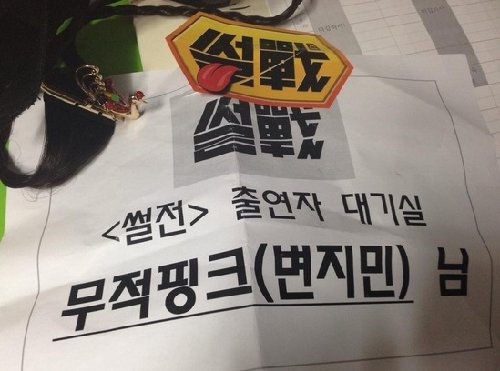 썰戰
썰戰
<썰전> 출연자 대기실
무적핑크(변지민) 님